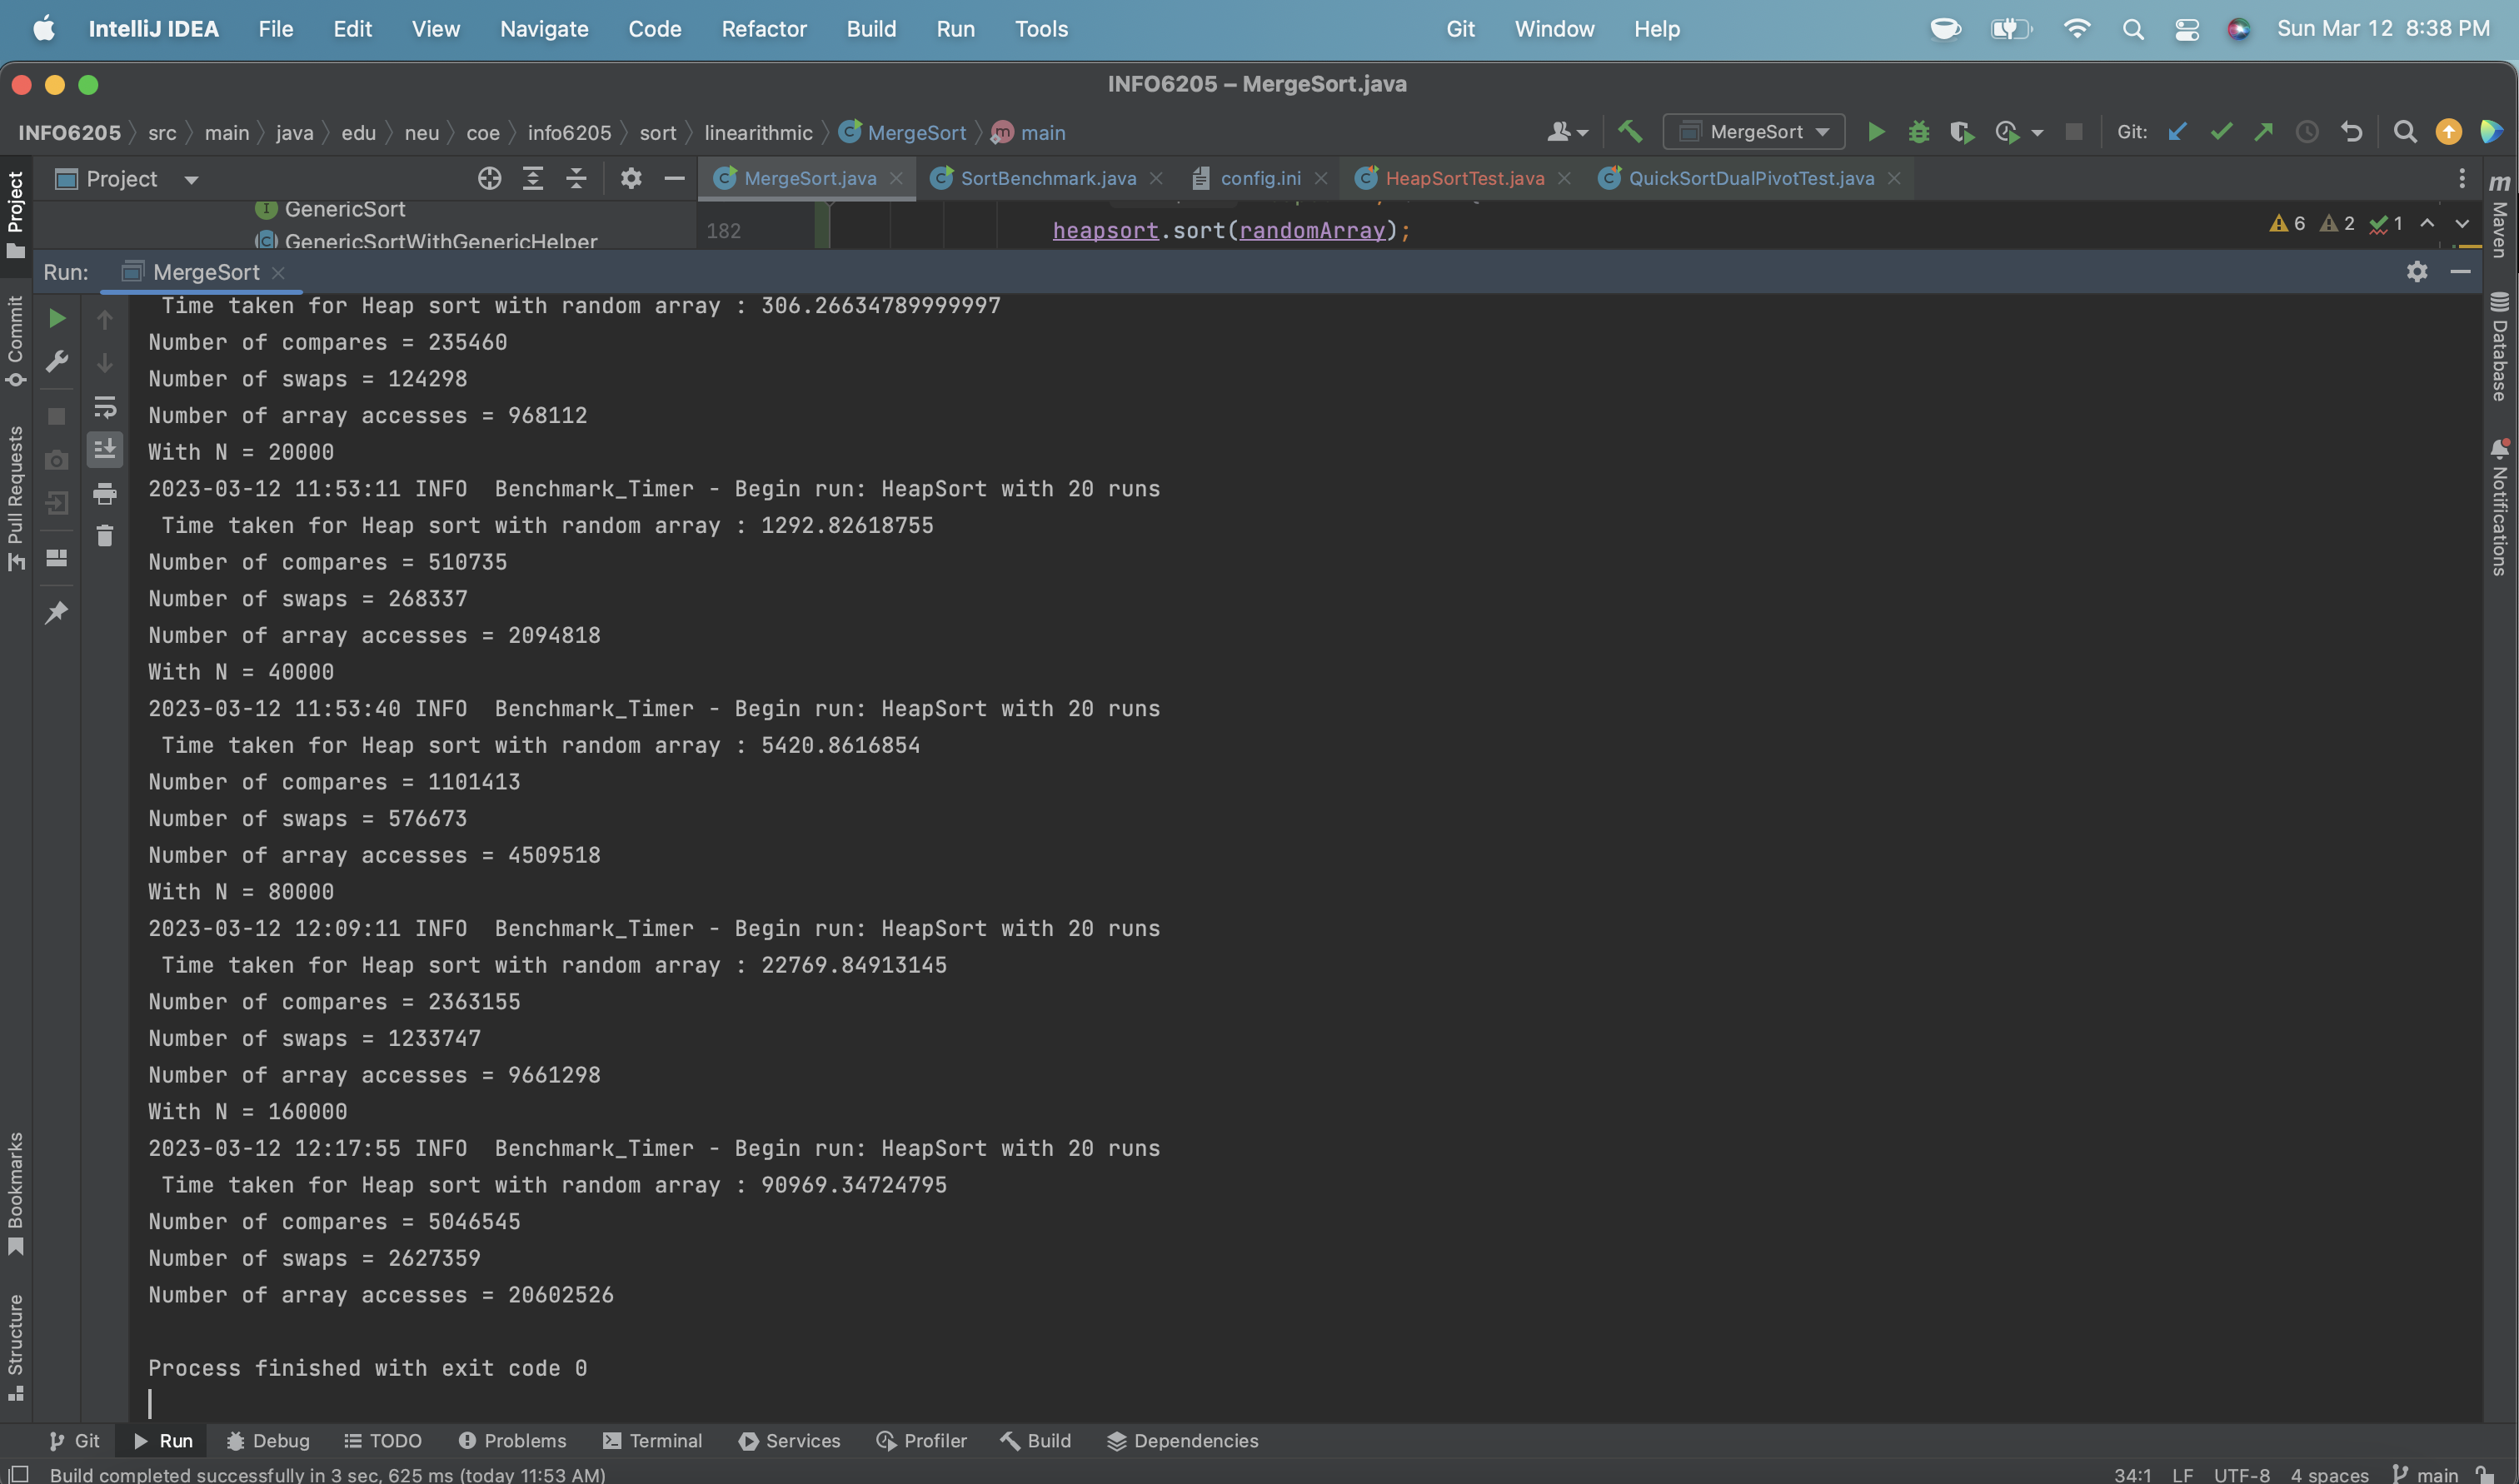 IntelliJ IDEA File Edit View Navigate Code Refactor Build Run Tools Git Window Help Sun Mar 12 8:38 PM
INFO6205 – MergeSort.java
INFO6205 src main java edu neu coe info6205 sort linearithmic MergeSort main MergeSort Git:
Project MergeSort.java SortBenchmark.java config.ini HeapSortTest.java QuickSortDualPivotTest.java
GenericSort
GenericSortWithGenericHelper
182 heapsort.sort(randomArray); 6 2 1
Run: MergeSort
Time taken for Heap sort with random array : 306.26634789999997
Number of compares = 235460
Number of swaps = 124298
Number of array accesses = 968112
With N = 20000
2023-03-12 11:53:11 INFO Benchmark_Timer - Begin run: HeapSort with 20 runs
Time taken for Heap sort with random array : 1292.82618755
Number of compares = 510735
Number of swaps = 268337
Number of array accesses = 2094818
With N = 40000
2023-03-12 11:53:40 INFO Benchmark_Timer - Begin run: HeapSort with 20 runs
Time taken for Heap sort with random array : 5420.8616854
Number of compares = 1101413
Number of swaps = 576673
Number of array accesses = 4509518
With N = 80000
2023-03-12 12:09:11 INFO Benchmark_Timer - Begin run: HeapSort with 20 runs
Time taken for Heap sort with random array : 22769.84913145
Number of compares = 2363155
Number of swaps = 1233747
Number of array accesses = 9661298
With N = 160000
2023-03-12 12:17:55 INFO Benchmark_Timer - Begin run: HeapSort with 20 runs
Time taken for Heap sort with random array : 90969.34724795
Number of compares = 5046545
Number of swaps = 2627359
Number of array accesses = 20602526
Process finished with exit code 0
Project
Commit
Pull Requests
Bookmarks
Structure
m Maven
Database
Notifications
Git Run Debug TODO Problems Terminal Services Profiler Build Dependencies
Build completed successfully in 3 sec, 625 ms (today 11:53 AM) 34:1 LF UTF-8 4 spaces main